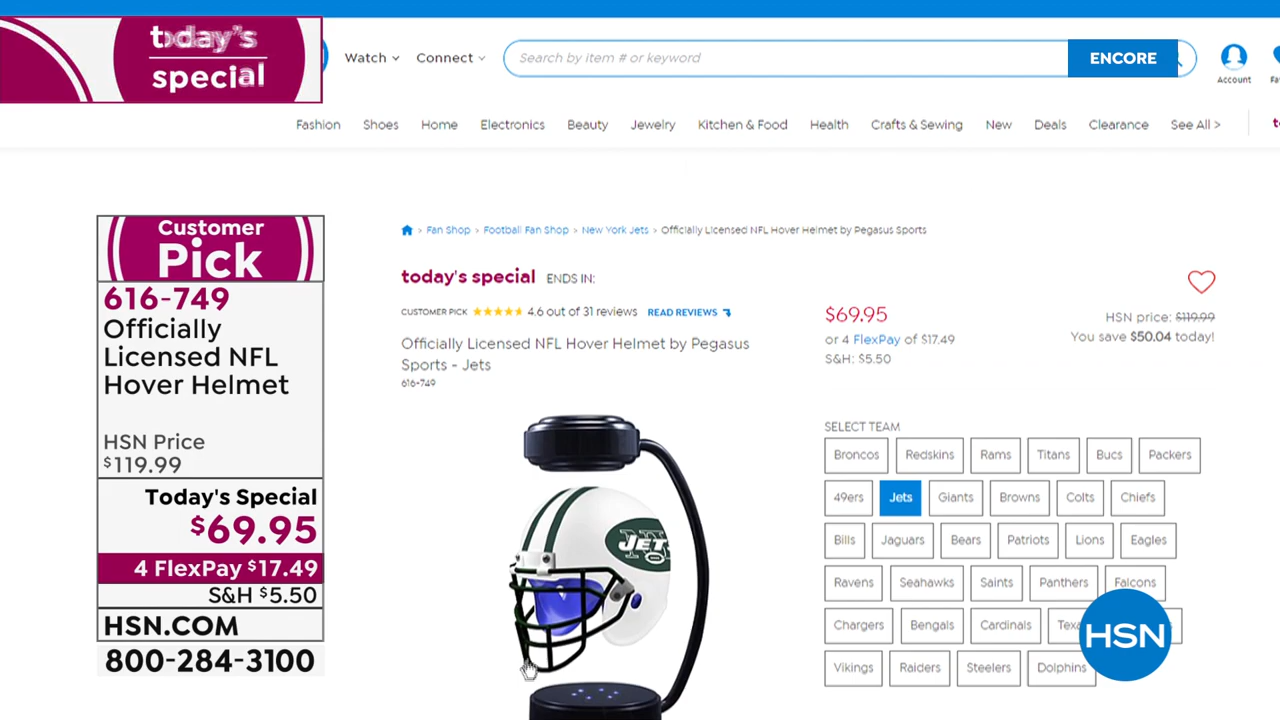 today's
special
Watch
Connect
Search by item # or keyword
ENCORE
Account
Fashion
Shoes
Home
Electronics
Beauty
Jewelry
Kitchen & Food
Health
Crafts & Sewing
New
Deals
Clearance
See All >
Customer
Pick
616-749
Officially
Licensed NFL
Hover Helmet
HSN Price
$119.99
Today's Special
$69.95
4 FlexPay $17.49
S&H $5.50
HSN.COM
800-284-3100
> Fan Shop > Football Fan Shop > New York Jets > Officially Licensed NFL Hover Helmet by Pegasus Sports
today's special ENDS IN:
CUSTOMER PICK 4.6 out of 31 reviews READ REVIEWS
Officially Licensed NFL Hover Helmet by Pegasus
Sports - Jets
616-749
JET
$69.95
or 4 FlexPay of $17.49
S&H: $5.50
HSN price: $119.99
You save $50.04 today!
SELECT TEAM
Broncos Redskins Rams Titans Bucs Packers
49ers Jets Giants Browns Colts Chiefs
Bills Jaguars Bears Patriots Lions Eagles
Ravens Seahawks Saints Panthers Falcons
Chargers Bengals Cardinals
Vikings Raiders Steelers Dolphins
HSN